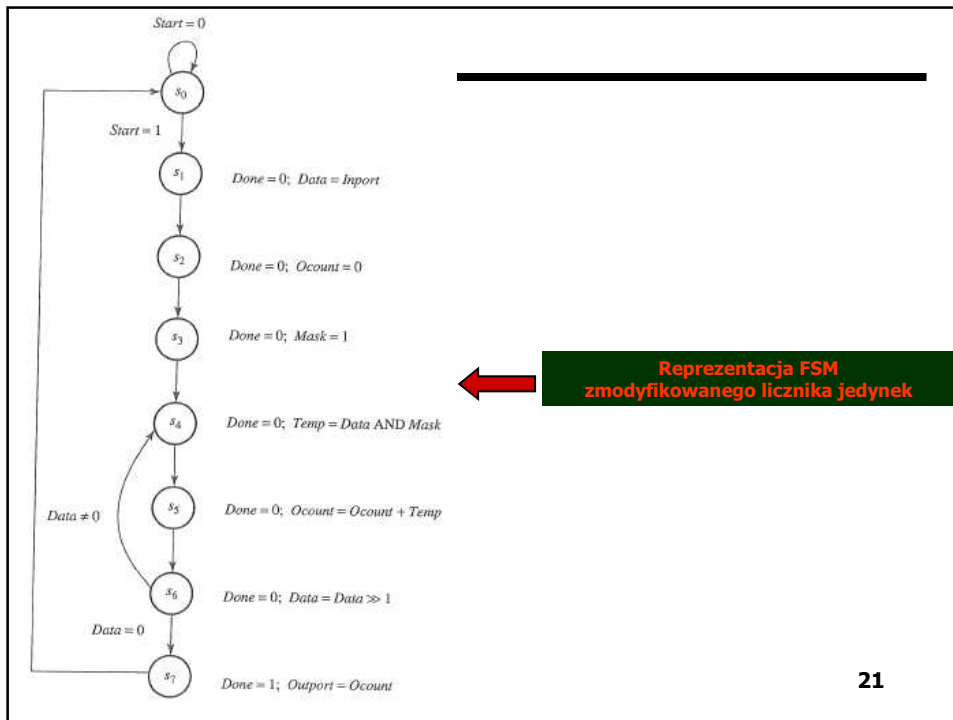 Start = 0
s0
Start = 1
s1
Done = 0; Data = Inport
s2
Done = 0; Ocount = 0
s3
Done = 0; Mask = 1
Reprezentacja FSM
zmodyfikowanego licznika jedynek
s4
Done = 0; Temp = Data AND Mask
s5
Done = 0; Ocount = Ocount + Temp
Data ≠ 0
s6
Done = 0; Data = Data ≫ 1
Data = 0
s7
Done = 1; Outport = Ocount
21